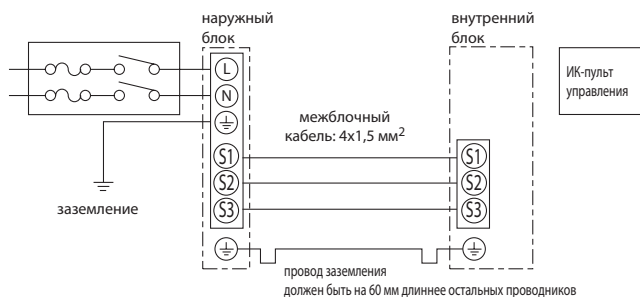 наружный
блок
внутренний
блок
L
N
ИК-пульт
управления
межблочный
кабель: 4x1,5 мм²
S1
S2
S3
S1
S2
S3
заземление
провод заземления
должен быть на 60 мм длиннее остальных проводников